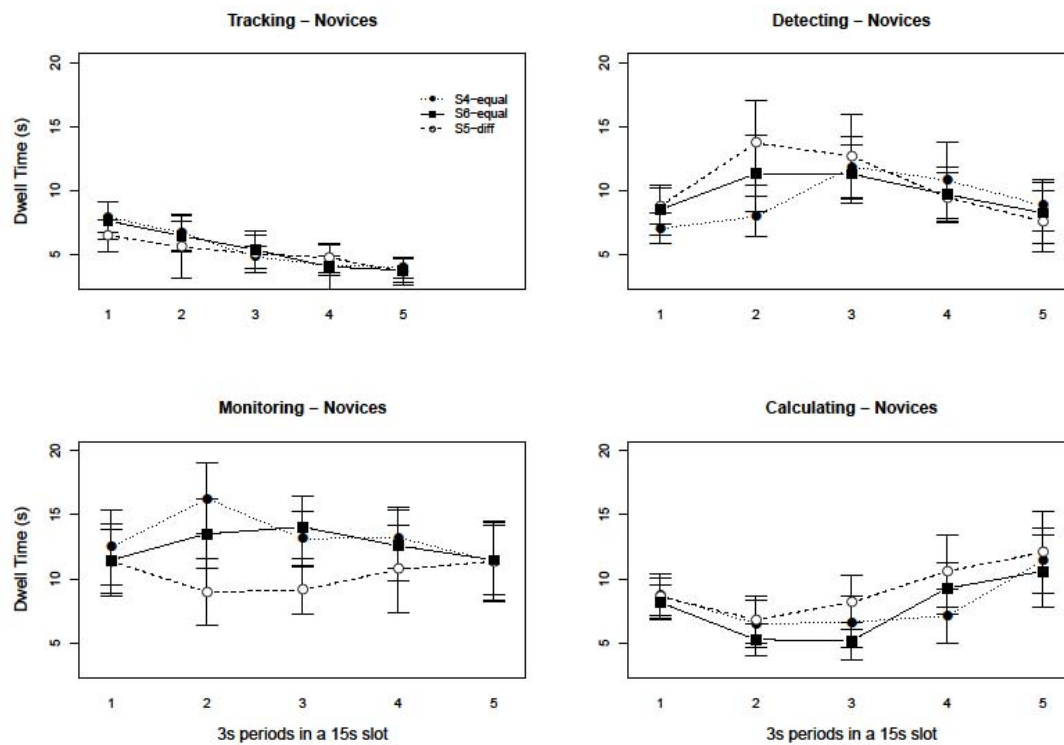 Tracking – Novices
Dwell Time (s)
20
15
10
5
S4−equal
S6−equal
S5−diff
1 2 3 4 5
Detecting – Novices
20
15
10
5
1 2 3 4 5
Monitoring – Novices
Dwell Time (s)
20
15
10
5
1 2 3 4 5
3s periods in a 15s slot
Calculating – Novices
20
15
10
5
1 2 3 4 5
3s periods in a 15s slot